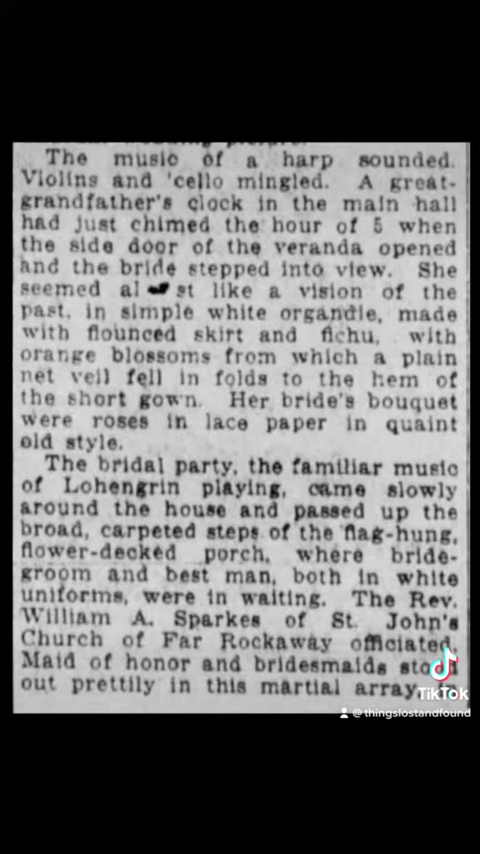 The music of a harp sounded.
Violins and 'cello mingled. A great-
grandfather's clock in the main hall
had just chimed the hour of 5 when
the side door of the veranda opened
and the bride stepped into view. She
seemed al st like a vision of the
past, in simple white organdie, made
with flounced skirt and fichu, with
orange blossoms from which a plain
net veil fell in folds to the hem of
the short gown. Her bride's bouquet
were roses in lace paper in quaint
old style.
The bridal party, the familiar music
of Lohengrin playing, came slowly
around the house and passed up the
broad, carpeted steps of the flag-hung,
flower-decked porch, where bride-
groom and best man, both in white
uniforms, were in waiting. The Rev.
William A. Sparkes of St. John's
Church of Far Rockaway officiated.
Maid of honor and bridesmaids stood
out prettily in this martial array, in
TikTok
@thingslostandfound